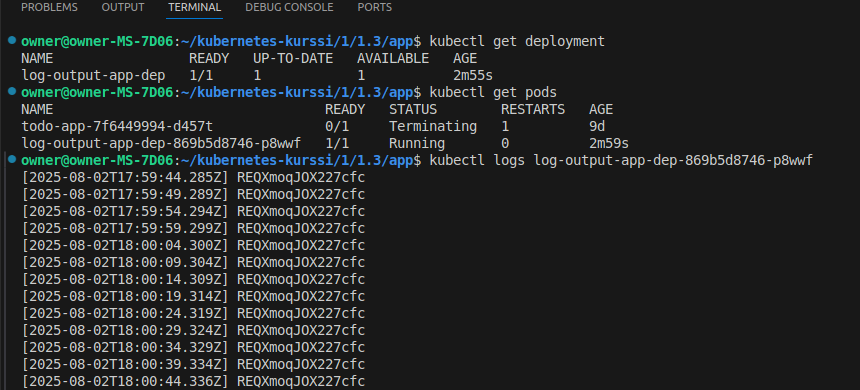 PROBLEMS OUTPUT TERMINAL DEBUG CONSOLE PORTS
owner@owner-MS-7D06:~/kubernetes-kurssi/1/1.3/app$ kubectl get deployment
NAME READY UP-TO-DATE AVAILABLE AGE
log-output-app-dep 1/1 1 1 2m55s
owner@owner-MS-7D06:~/kubernetes-kurssi/1/1.3/app$ kubectl get pods
NAME READY STATUS RESTARTS AGE
todo-app-7f6449994-d457t 0/1 Terminating 1 9d
log-output-app-dep-869b5d8746-p8wwf 1/1 Running 0 2m59s
owner@owner-MS-7D06:~/kubernetes-kurssi/1/1.3/app$ kubectl logs log-output-app-dep-869b5d8746-p8wwf
[2025-08-02T17:59:44.285Z] REQXmoqJOX227cfc
[2025-08-02T17:59:49.289Z] REQXmoqJOX227cfc
[2025-08-02T17:59:54.294Z] REQXmoqJOX227cfc
[2025-08-02T17:59:59.299Z] REQXmoqJOX227cfc
[2025-08-02T18:00:04.300Z] REQXmoqJOX227cfc
[2025-08-02T18:00:09.304Z] REQXmoqJOX227cfc
[2025-08-02T18:00:14.309Z] REQXmoqJOX227cfc
[2025-08-02T18:00:19.314Z] REQXmoqJOX227cfc
[2025-08-02T18:00:24.319Z] REQXmoqJOX227cfc
[2025-08-02T18:00:29.324Z] REQXmoqJOX227cfc
[2025-08-02T18:00:34.329Z] REQXmoqJOX227cfc
[2025-08-02T18:00:39.334Z] REQXmoqJOX227cfc
[2025-08-02T18:00:44.336Z] REQXmoqJOX227cfc